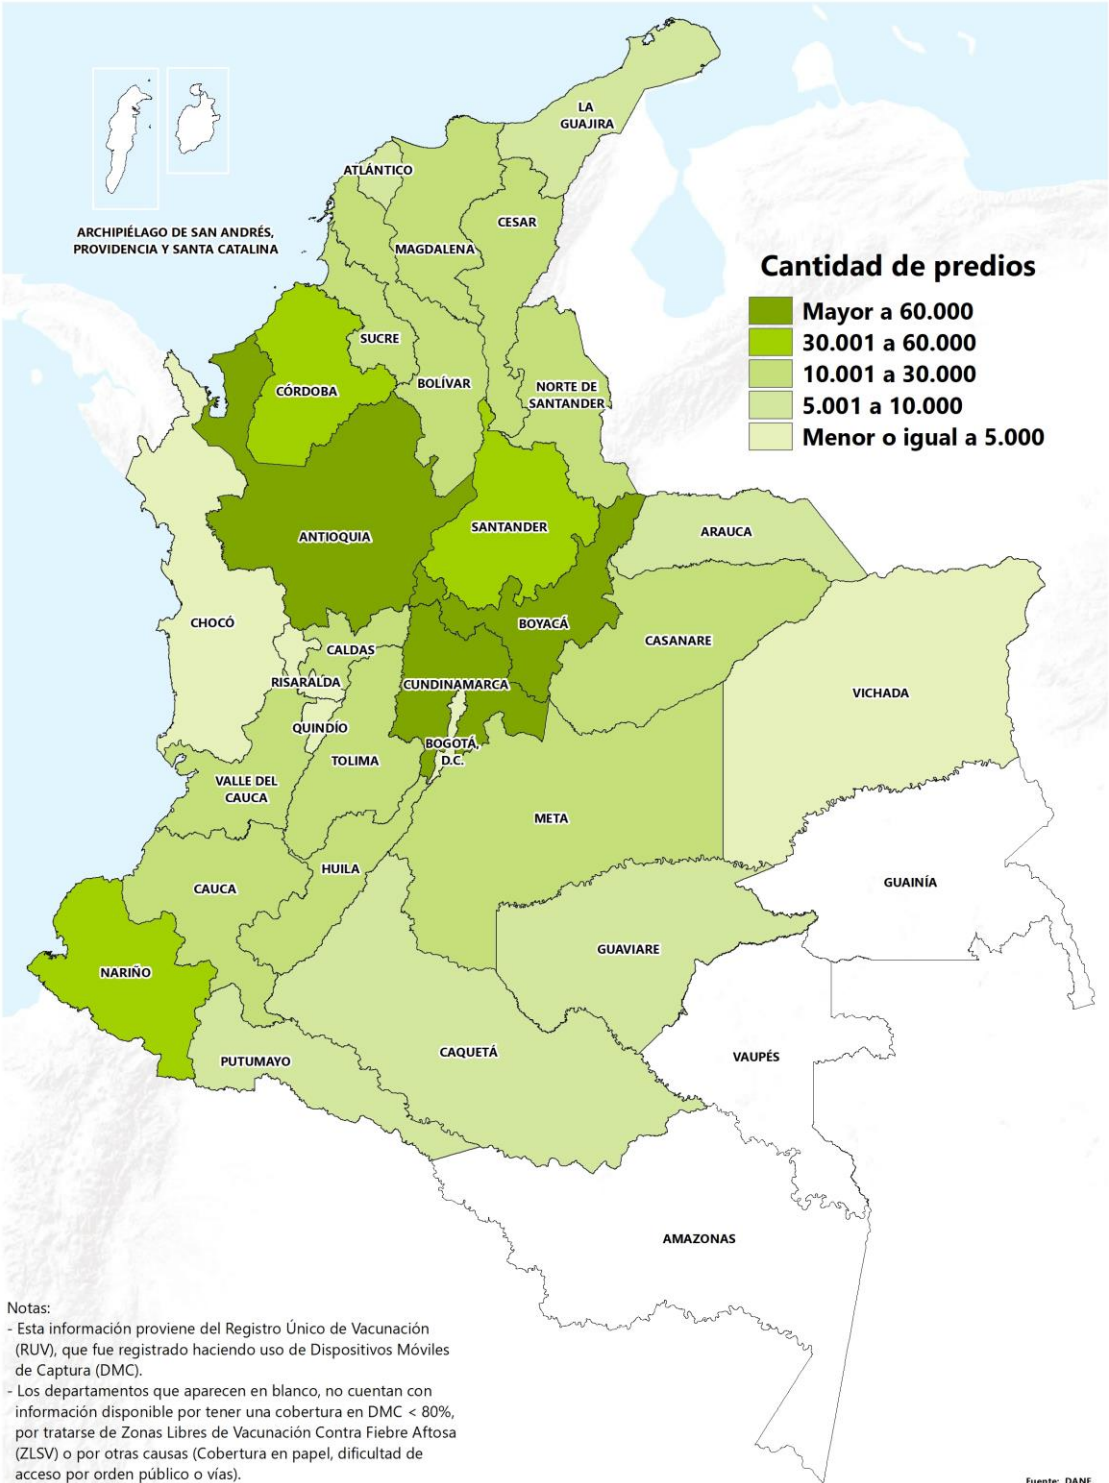 LA
GUAJIRA
ATLÁNTICO
ARCHIPIÉLAGO DE SAN ANDRÉS,
PROVIDENCIA Y SANTA CATALINA
CESAR
MAGDALENA
Cantidad de predios
Mayor a 60.000
30.001 a 60.000
10.001 a 30.000
5.001 a 10.000
Menor o igual a 5.000
SUCRE
CÓRDOBA
BOLÍVAR
NORTE DE
SANTANDER
ANTIOQUIA
SANTANDER
ARAUCA
CHOCÓ
BOYACÁ
CALDAS
CASANARE
RISARALDA
CUNDINAMARCA
VICHADA
QUINDÍO
BOGOTÁ,
D.C.
TOLIMA
VALLE DEL
CAUCA
META
HUILA
CAUCA
GUAINÍA
GUAVIARE
NARIÑO
CAQUETÁ
VAUPÉS
PUTUMAYO
AMAZONAS
Notas:
- Esta información proviene del Registro Único de Vacunación
(RUV), que fue registrado haciendo uso de Dispositivos Móviles
de Captura (DMC).
- Los departamentos que aparecen en blanco, no cuentan con
información disponible por tener una cobertura en DMC < 80%,
por tratarse de Zonas Libres de Vacunación Contra Fiebre Aftosa
(ZLSV) o por otras causas (Cobertura en papel, dificultad de
acceso por orden público o vías).
Fuente: DANE